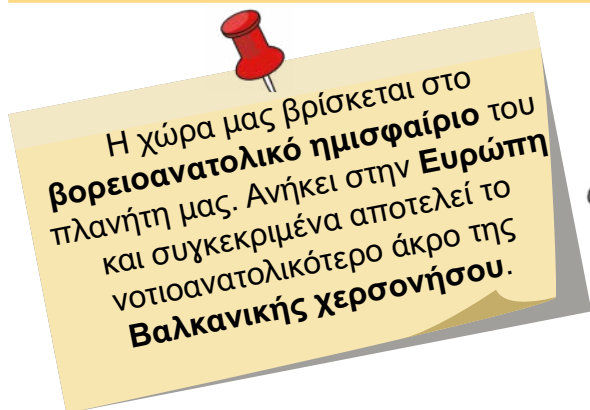 Η χώρα μας βρίσκεται στο
βορειοανατολικό ημισφαίριο του
πλανήτη μας. Ανήκει στην Ευρώπη
και συγκεκριμένα αποτελεί το
νοτιοανατολικότερο άκρο της
Βαλκανικής χερσονήσου.